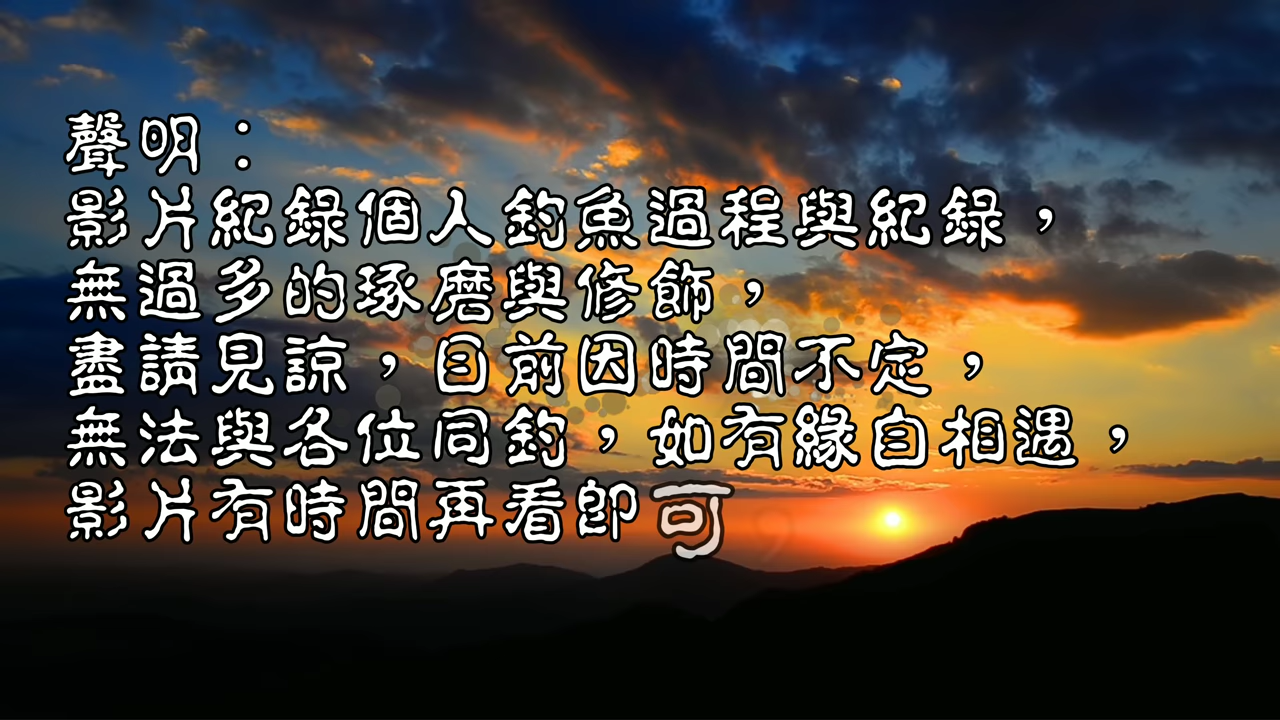 聲明：
影片紀錄個人釣魚過程與紀錄，
無過多的琢磨與修飾，
盡請見諒，目前因時間不定，
無法與各位同釣，如有緣自相遇，
影片有時間再看即可，